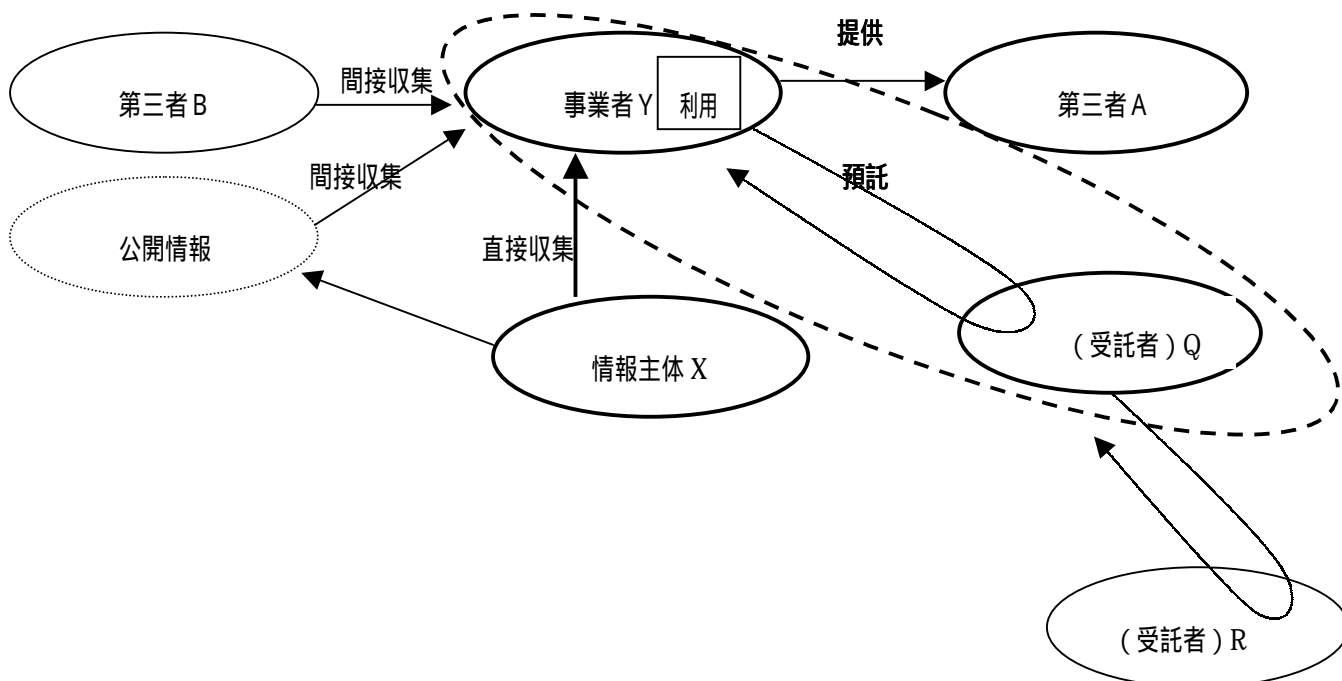 提供
間接収集
第三者B
事業者Y
利用
第三者A
間接収集
預託
公開情報
直接収集
(受託者)Q
情報主体X
(受託者)R